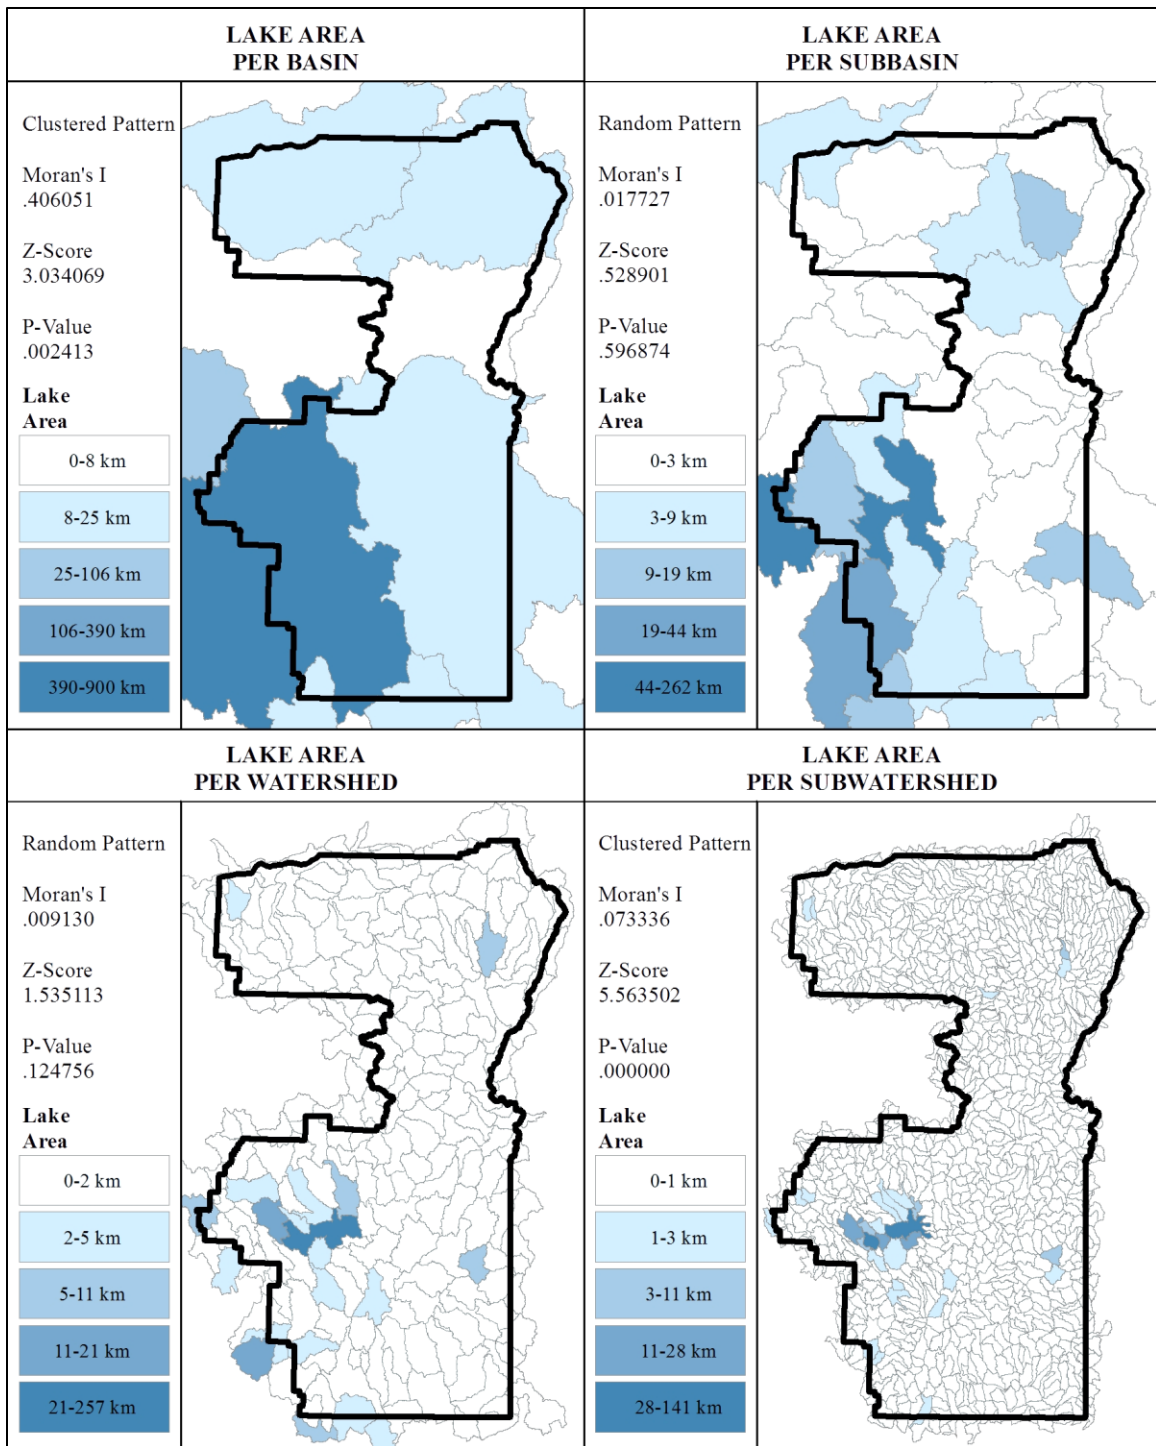 LAKE AREA
PER BASIN
Clustered Pattern
Moran's I
.406051
Z-Score
3.034069
P-Value
.002413
Lake
Area
0-8 km
8-25 km
25-106 km
106-390 km
390-900 km
LAKE AREA
PER SUBBASIN
Random Pattern
Moran's I
.017727
Z-Score
.528901
P-Value
.596874
Lake
Area
0-3 km
3-9 km
9-19 km
19-44 km
44-262 km
LAKE AREA
PER WATERSHED
Random Pattern
Moran's I
.009130
Z-Score
1.535113
P-Value
.124756
Lake
Area
0-2 km
2-5 km
5-11 km
11-21 km
21-257 km
LAKE AREA
PER SUBWATERSHED
Clustered Pattern
Moran's I
.073336
Z-Score
5.563502
P-Value
.000000
Lake
Area
0-1 km
1-3 km
3-11 km
11-28 km
28-141 km